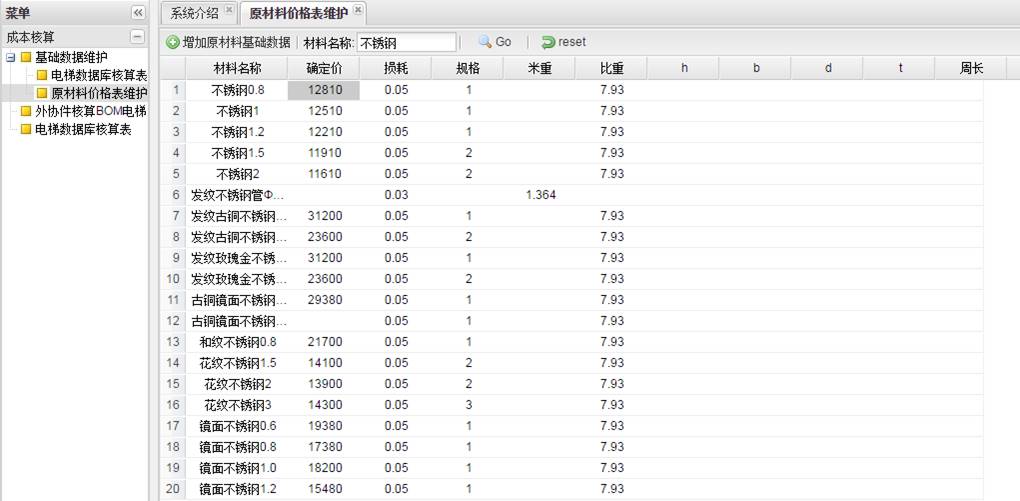 菜单
成本核算
基础数据维护
电梯数据库核算表
原材料价格表维护
外协件核算BOM电梯
电梯数据库核算表
系统介绍 原材料价格表维护
增加原材料基础数据 材料名称: 不锈钢 Go reset
材料名称 确定价 损耗 规格 米重 比重 h b d t 周长
1 不锈钢0.8 12810 0.05 1 7.93
2 不锈钢1 12510 0.05 1 7.93
3 不锈钢1.2 12210 0.05 1 7.93
4 不锈钢1.5 11910 0.05 2 7.93
5 不锈钢2 11610 0.05 2 7.93
6 发纹不锈钢管Φ... 0.03 1.364
7 发纹古铜不锈钢... 31200 0.05 1 7.93
8 发纹古铜不锈钢... 23600 0.05 2 7.93
9 发纹玫瑰金不锈... 31200 0.05 1 7.93
10 发纹玫瑰金不锈... 23600 0.05 2 7.93
11 古铜镜面不锈钢... 29380 0.05 1 7.93
12 古铜镜面不锈钢... 0.05 1 7.93
13 和纹不锈钢0.8 21700 0.05 1 7.93
14 花纹不锈钢1.5 14100 0.05 2 7.93
15 花纹不锈钢2 13900 0.05 2 7.93
16 花纹不锈钢3 14300 0.05 3 7.93
17 镜面不锈钢0.6 19380 0.05 1 7.93
18 镜面不锈钢0.8 17380 0.05 1 7.93
19 镜面不锈钢1.0 18200 0.05 1 7.93
20 镜面不锈钢1.2 15480 0.05 1 7.93